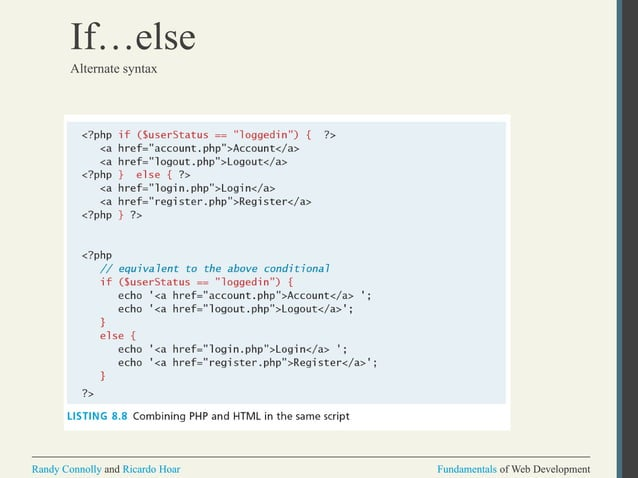 If…else
Alternate syntax
<?php if ($userStatus == "loggedin") {  ?>
   <a href="account.php">Account</a>
   <a href="logout.php">Logout</a>
<?php }  else { ?>
   <a href="login.php">Login</a>
   <a href="register.php">Register</a>
<?php } ?>
<?php
   // equivalent to the above conditional
   if ($userStatus == "loggedin") {
      echo '<a href="account.php">Account</a> ';
      echo '<a href="logout.php">Logout</a>';
   }
   else {
      echo '<a href="login.php">Login</a> ';
      echo '<a href="register.php">Register</a>';
   }
?>
LISTING 8.8 Combining PHP and HTML in the same script
Randy Connolly and Ricardo Hoar
Fundamentals of Web Development